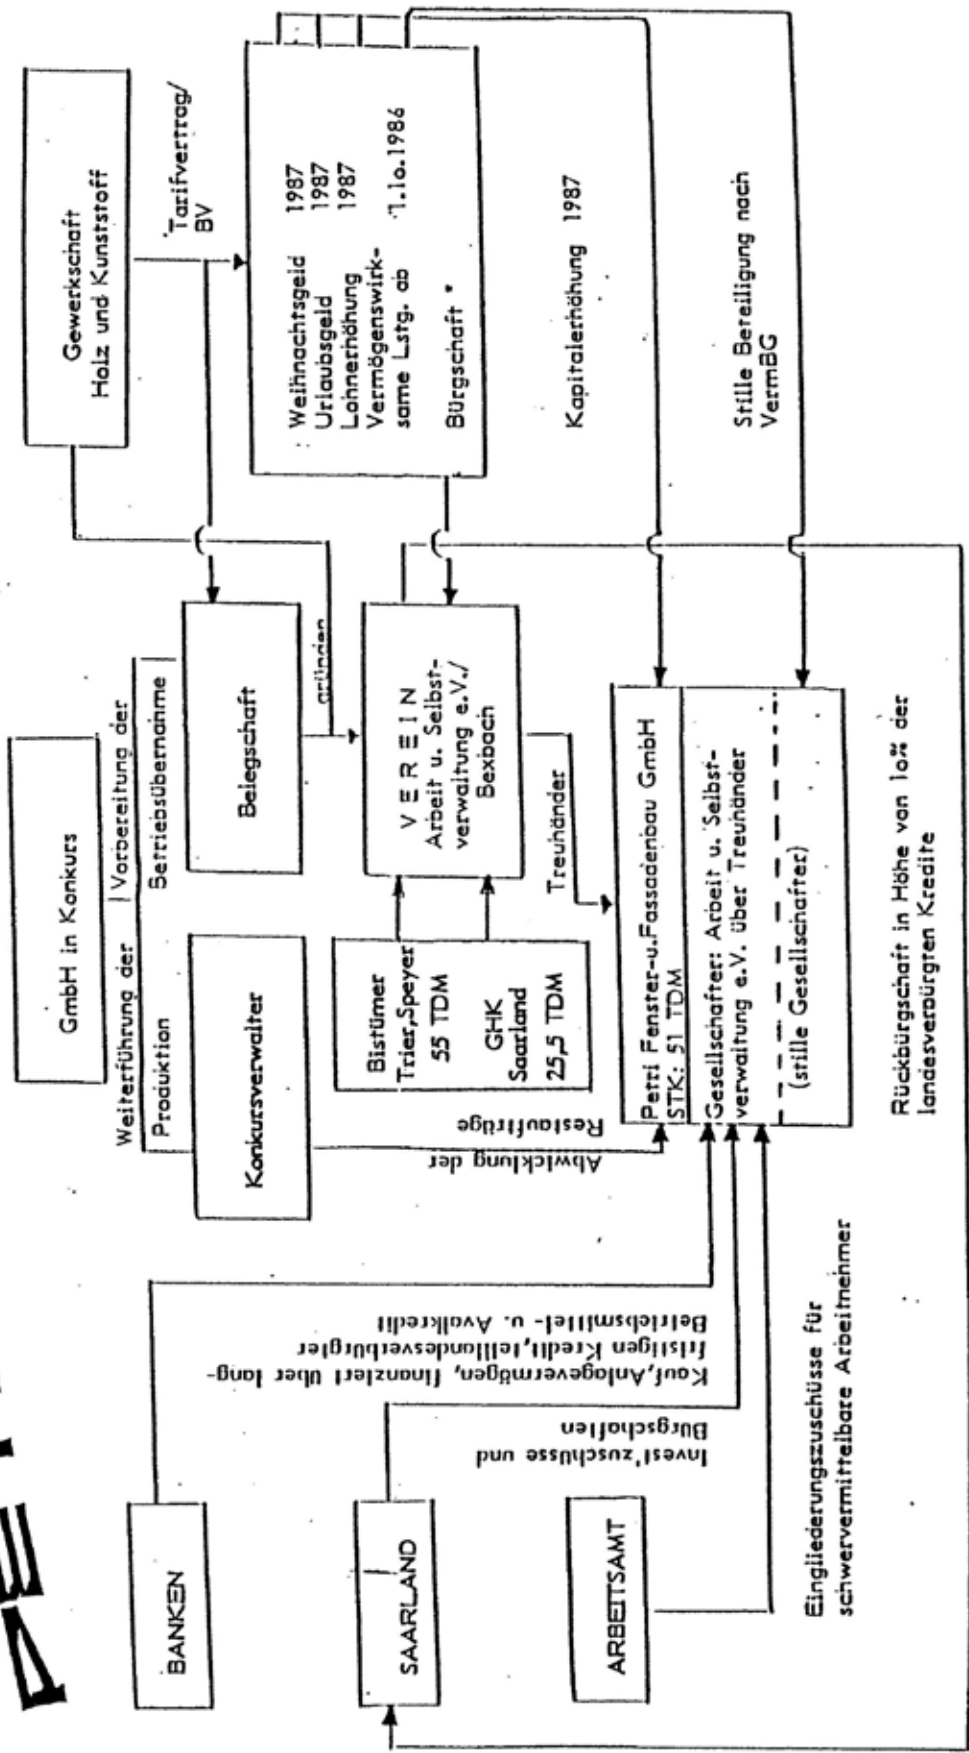 GmbH in Konkurs
Weiterführung der
Produktion
Vorbereitung der
Betriebsübernahme
Gewerkschaft
Holz und Kunststoff
Tarifvertrag/
BV
Konkursverwalter
Belegschaft
gründen
Weihnachtsgeld 1987
Urlaubsgeld 1987
Lohnerhöhung 1987
Vermögenswirk-
same Lstg. ab 1.10.1986
Bürgschaft "
BANKEN
Kauf,Anlagevermögen, finanziert über lang-
fristigen Kredit,teillandesverbürgter
Betriebsmittel- u. Avalkredit
Abwicklung der
Restaufträge
Bistümer
Trier,Speyer
55 TDM
GHK
Saarland
25,5 TDM
V E R E I N
Arbeit u. Selbst-
verwaltung e.V./
Bexbach
Treuhänder
Kapitalerhöhung 1987
SAARLAND
Invest'zuschüsse und
Bürgschaften
Petri Fenster-u.Fassadenbau GmbH
STK: 51 TDM
Gesellschafter: Arbeit u. Selbst-
verwaltung e.V. über Treuhänder
(stille Gesellschafter)
Stille Beteiligung nach
VermBG
ARBEITSAMT
Eingliederungszuschüsse für
schwervermittelbare Arbeitnehmer
Rückbürgschaft in Höhe von 10% der
landesverbürgten Kredite